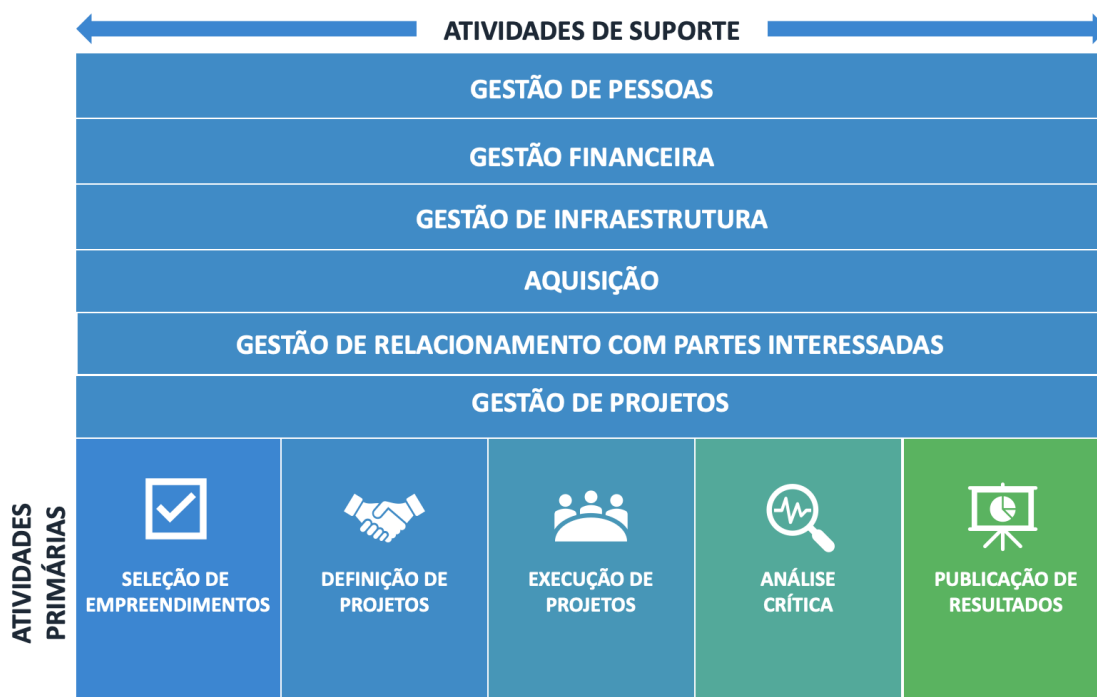 ATIVIDADES DE SUPORTE
GESTÃO DE PESSOAS
GESTÃO FINANCEIRA
GESTÃO DE INFRAESTRUTURA
AQUISIÇÃO
GESTÃO DE RELACIONAMENTO COM PARTES INTERESSADAS
GESTÃO DE PROJETOS
ATIVIDADES
PRIMÁRIAS
SELEÇÃO DE
EMPREENDIMENTOS
DEFINIÇÃO DE
PROJETOS
EXECUÇÃO DE
PROJETOS
ANÁLISE
CRÍTICA
PUBLICAÇÃO DE
RESULTADOS